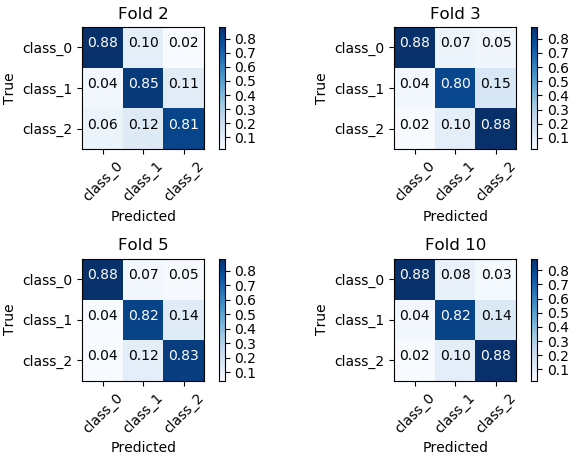 Fold 2
class_0 0.88 0.10 0.02
class_1 0.04 0.85 0.11
class_2 0.06 0.12 0.81
True
class_0 class_1 class_2
Predicted
0.8
0.7
0.6
0.5
0.4
0.3
0.2
0.1
Fold 3
class_0 0.88 0.07 0.05
class_1 0.04 0.80 0.15
class_2 0.02 0.10 0.88
True
class_0 class_1 class_2
Predicted
0.8
0.7
0.6
0.5
0.4
0.3
0.2
0.1
Fold 5
class_0 0.88 0.07 0.05
class_1 0.04 0.82 0.14
class_2 0.04 0.12 0.83
True
class_0 class_1 class_2
Predicted
0.8
0.7
0.6
0.5
0.4
0.3
0.2
0.1
Fold 10
class_0 0.88 0.08 0.03
class_1 0.04 0.82 0.14
class_2 0.02 0.10 0.88
True
class_0 class_1 class_2
Predicted
0.8
0.7
0.6
0.5
0.4
0.3
0.2
0.1